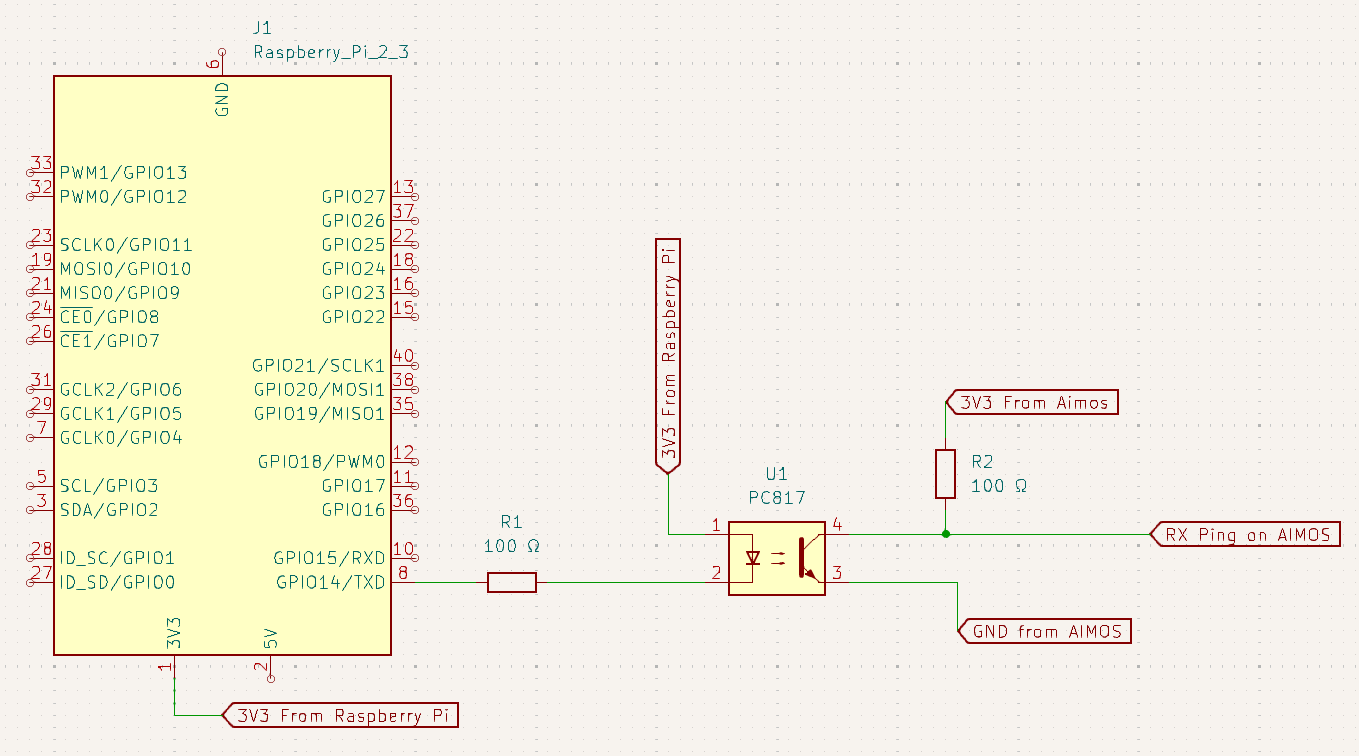 J1
Raspberry_Pi_2_3
6
GND
33
PWM1/GPIO13
32
PWM0/GPIO12
23
SCLK0/GPIO11
19
MOSI0/GPIO10
21
MISO0/GPIO9
24
CE0/GPIO8
26
CE1/GPIO7
31
GCLK2/GPIO6
29
GCLK1/GPIO5
7
GCLK0/GPIO4
5
SCL/GPIO3
3
SDA/GPIO2
28
ID_SC/GPIO1
27
ID_SD/GPIO0
GPIO27
13
GPIO26
37
GPIO25
22
GPIO24
18
GPIO23
16
GPIO22
15
GPIO21/SCLK1
40
GPIO20/MOSI1
38
GPIO19/MISO1
35
GPIO18/PWM0
12
GPIO17
11
GPIO16
36
GPIO15/RXD
10
GPIO14/TXD
8
3V3
1
5V
2
3V3 From Raspberry Pi
R1
100 Ω
3V3 From Raspberry Pi
U1
PC817
1
2
4
3
3V3 From Aimos
R2
100 Ω
RX Ping on AIMOS
GND from AIMOS